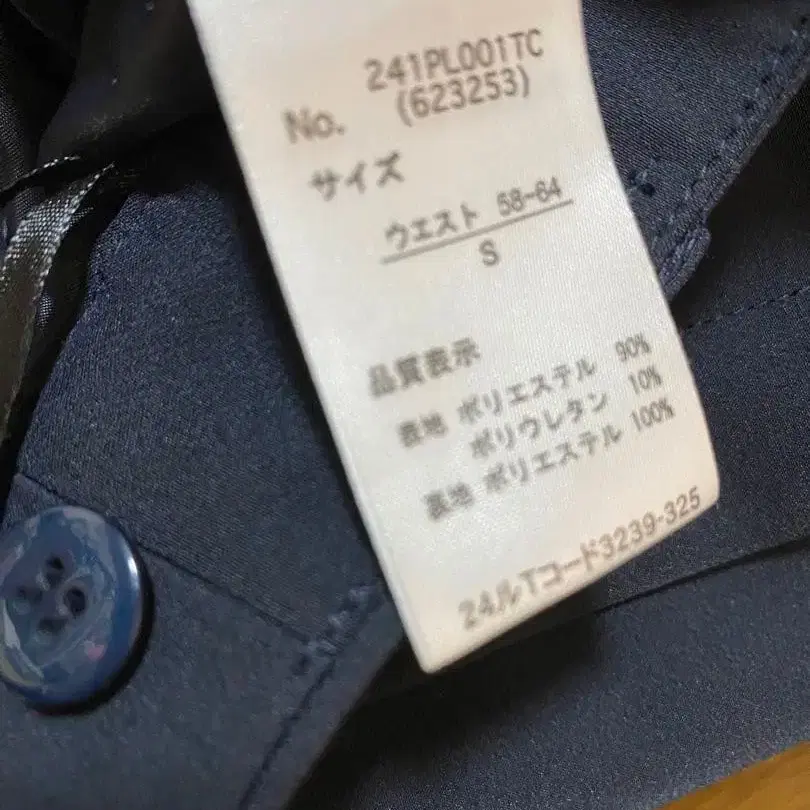 No. 241PL001TC
(623253)
サイズ
ウエスト 58-64
S
品質表示
表地 ポリエステル 90%
ポリウレタン 10%
裏地 ポリエステル 100%
24ルTコード3239-325